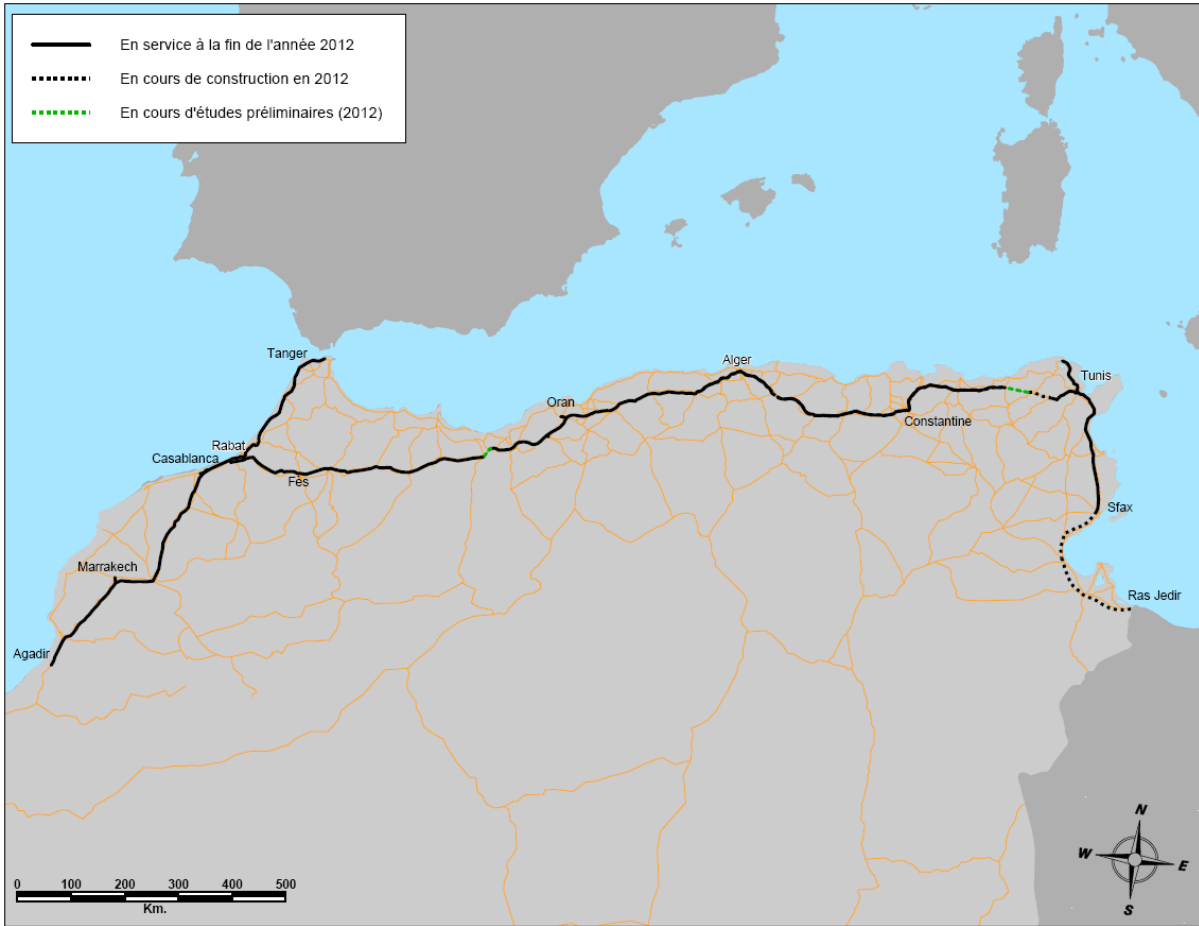 En service à la fin de l'année 2012
En cours de construction en 2012
En cours d'études préliminaires (2012)
Tanger
Alger
Tunis
Oran
Constantine
Rabat
Casablanca
Fes
Sfax
Marrakech
Ras Jedir
Agadir
N
W
E
S
0 100 200 300 400 500
Km.